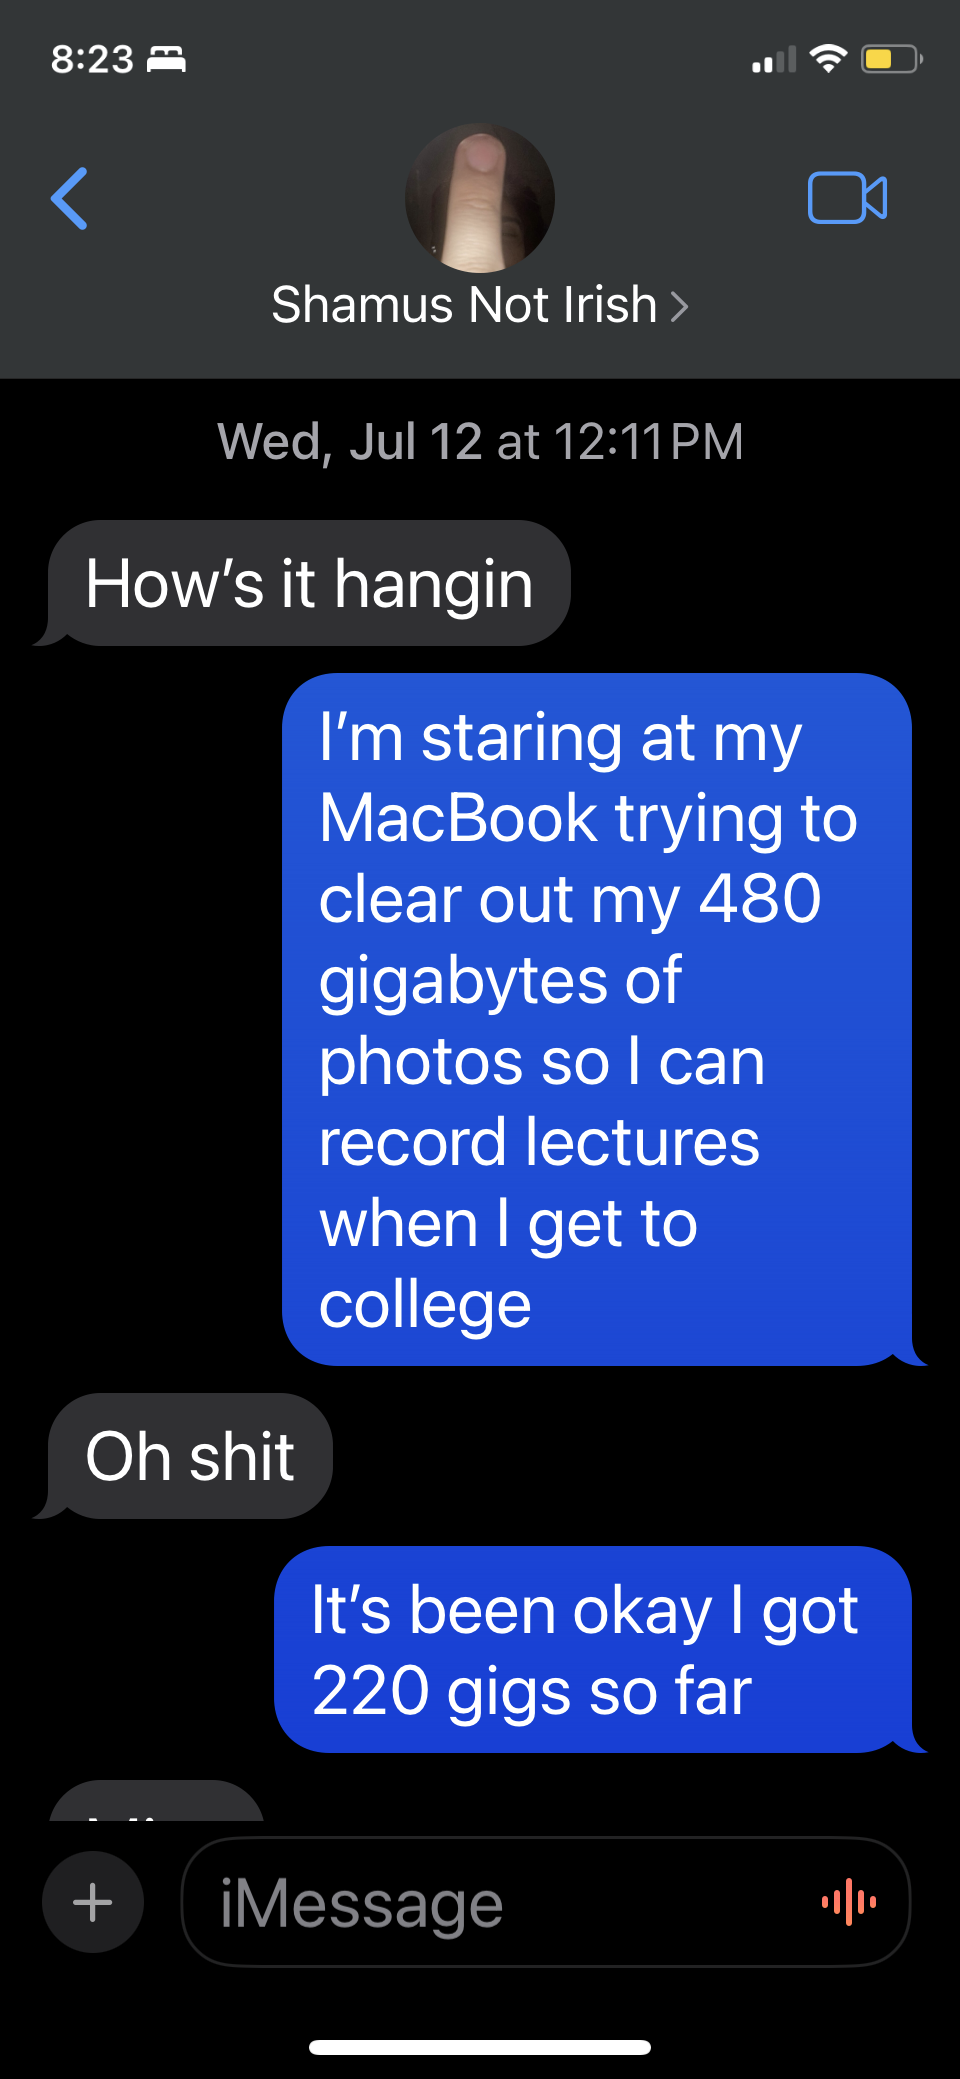 8:23
Shamus Not Irish
Wed, Jul 12 at 12:11 PM
How’s it hangin
I’m staring at my
MacBook trying to
clear out my 480
gigabytes of
photos so I can
record lectures
when I get to
college
Oh shit
It’s been okay I got
220 gigs so far
iMessage